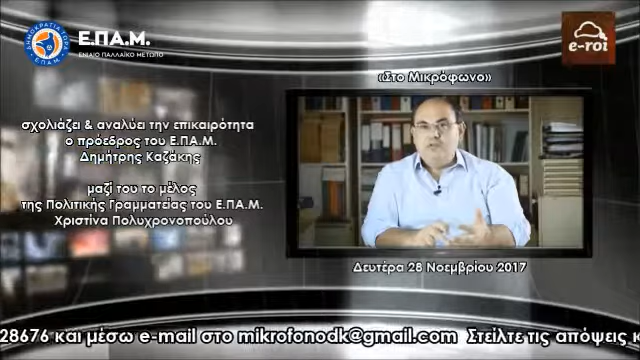 Ε.ΠΑ.Μ.
ΕΝΙΑΙΟ ΠΑΛΛΑΪΚΟ ΜΕΤΩΠΟ
ΔΗΜΟΚΡΑΤΙΑ ΤΩΡΑ
Ε.Π.Α.Μ.
e-roi
«Στο Μικρόφωνο»
σχολιάζει & αναλύει την επικαιρότητα
ο πρόεδρος του Ε.ΠΑ.Μ.
Δημήτρης Καζάκης
μαζί του το μέλος
της Πολιτικής Γραμματείας του Ε.ΠΑ.Μ.
Χριστίνα Πολυχρονοπούλου
Δευτέρα 28 Νοεμβρίου 2017
28676 και μέσω e-mail στο mikrofonodk@gmail.com Στείλτε τις απόψεις κ